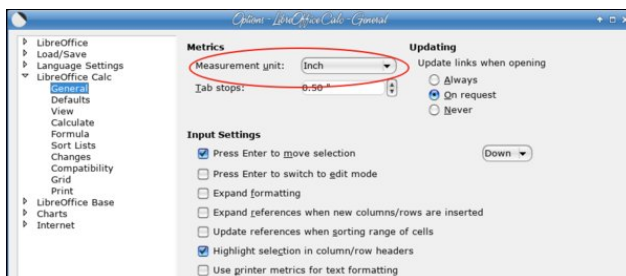 Options - LibreOffice Calc - General
LibreOffice
Load/Save
Language Settings
LibreOffice Calc
General
Defaults
View
Calculate
Formula
Sort Lists
Changes
Compatibility
Grid
Print
LibreOffice Base
Charts
Internet
Metrics
Measurement unit: Inch
Tab stops: 0.50 "
Updating
Update links when opening
Always
On request
Never
Input Settings
Press Enter to move selection Down
Press Enter to switch to edit mode
Expand formatting
Expand references when new columns/rows are inserted
Update references when sorting range of cells
Highlight selection in column/row headers
Use printer metrics for text formatting